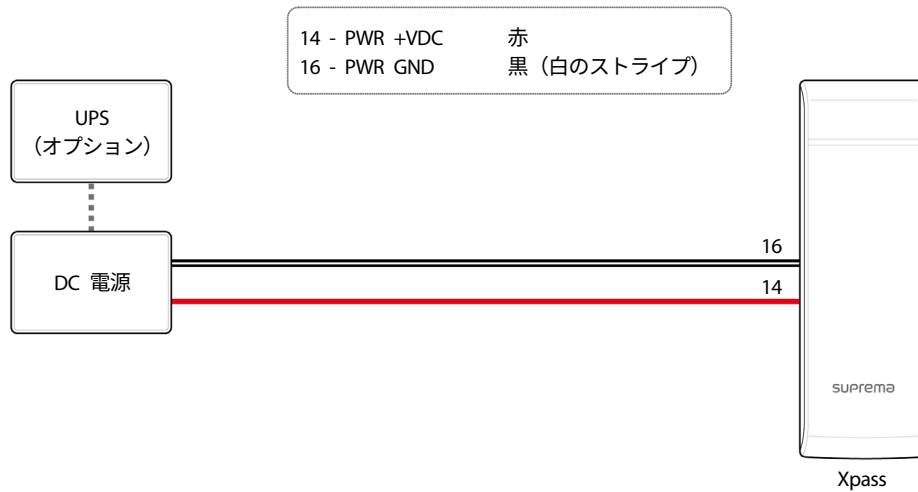 14 - PWR +VDC 赤
16 - PWR GND 黒（白のストライプ）
UPS
（オプション）
DC 電源
16
14
suprema
Xpass